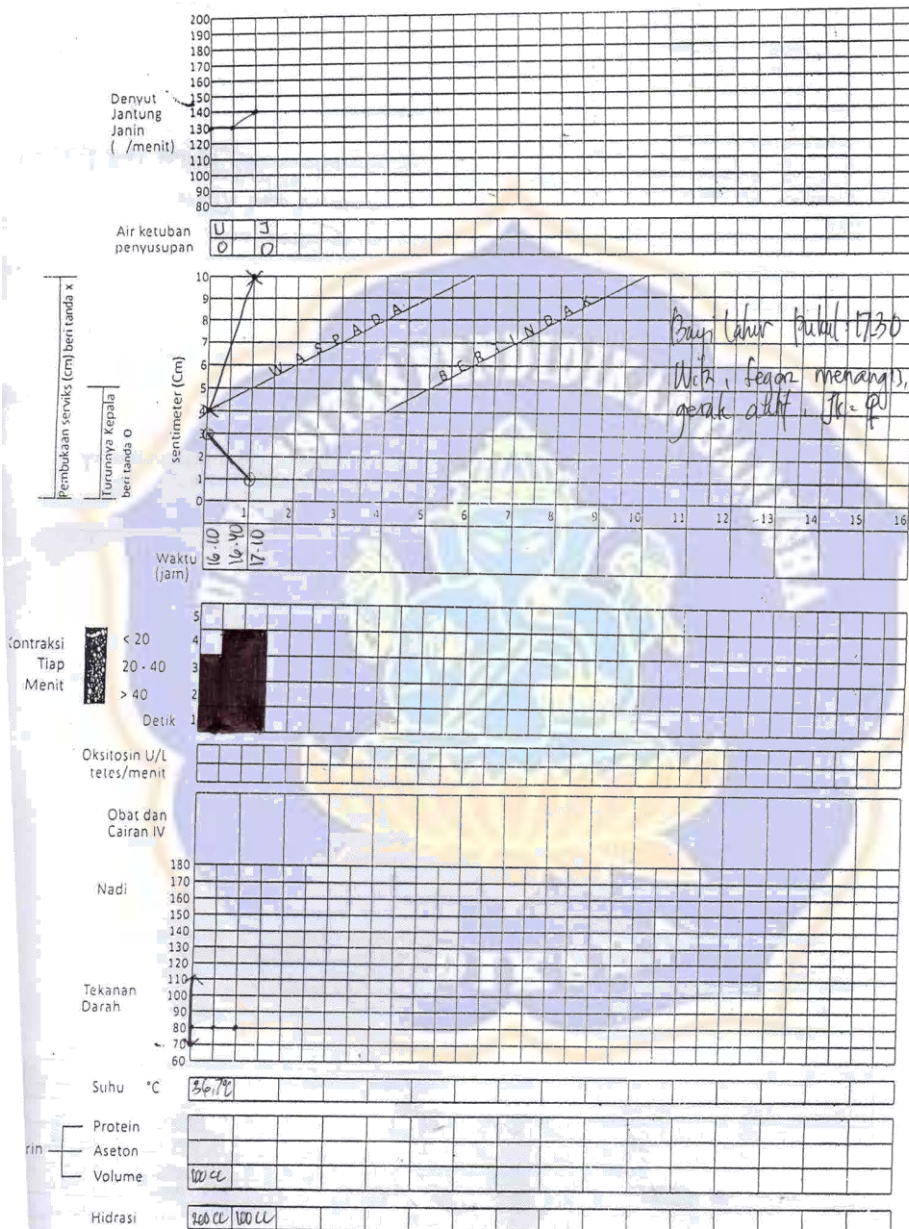 200
190
180
170
160
150
140
130
120
110
100
90
80
Denyut
Jantung
Janin
( /menit)
Air ketuban
penyusupan
U J
O O
Pembukaan serviks (cm) beri tanda x
Turunnya Kepala
beri tanda O
sentimeter (Cm)
10
9
8
7
6
5
4
3
2
1
0
WASPADA
BERTINDAK
Bayi lahir pukul 17.30
Wita, segera menangis,
gerak aktif, JK= ♀
1 2 3 4 5 6 7 8 9 10 11 12 13 14 15 16
Waktu
(jam)
16.10
16.40
17.10
Kontraksi
Tiap
Menit
< 20
20 - 40
> 40
Detik
5
4
3
2
1
Oksitosin U/L
tetes/menit
Obat dan
Cairan IV
Nadi
Tekanan
Darah
180
170
160
150
140
130
120
110
100
90
80
70
60
Suhu °C
36,7°C
rin
Protein
Aseton
Volume
100 cc
Hidrasi
200 cc 100 cc